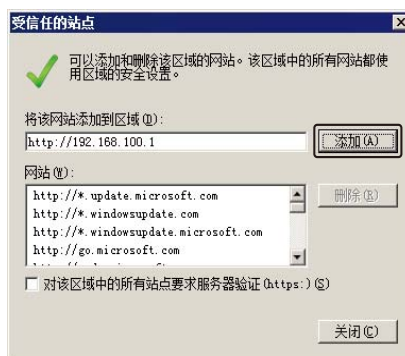 受信任的站点
可以添加和删除该区域的网站。该区域中的所有网站都使
用区域的安全设置。
将该网站添加到区域(D):
http://192.168.100.1
添加(A)
网站(W):
http://*.update.microsoft.com
删除(R)
http://*.windowsupdate.com
http://*.windowsupdate.microsoft.com
http://go.microsoft.com
对该区域中的所有站点要求服务器验证(https:)(S)
关闭(C)